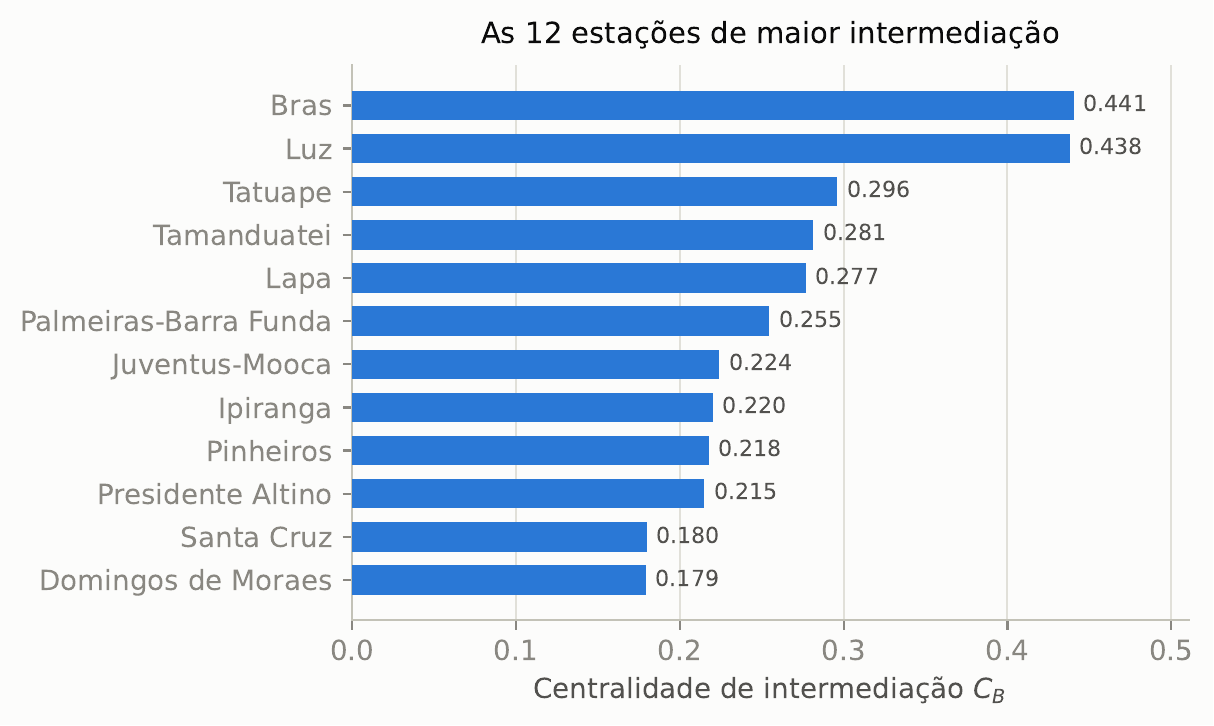 As 12 estações de maior intermediação
Bras 0.441
Luz 0.438
Tatuape 0.296
Tamanduatei 0.281
Lapa 0.277
Palmeiras-Barra Funda 0.255
Juventus-Mooca 0.224
Ipiranga 0.220
Pinheiros 0.218
Presidente Altino 0.215
Santa Cruz 0.180
Domingos de Moraes 0.179
0.0 0.1 0.2 0.3 0.4 0.5
Centralidade de intermediação C_B